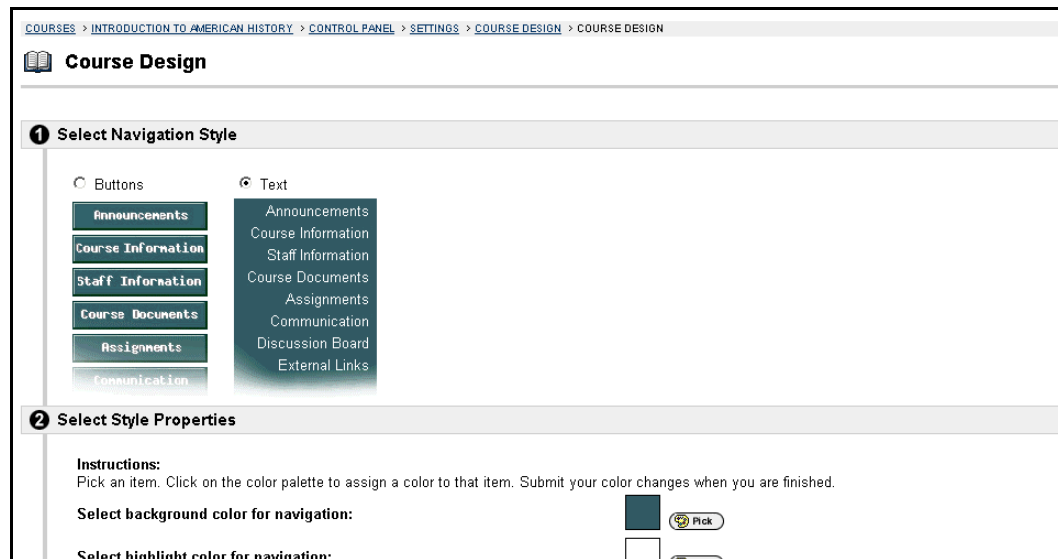 COURSES > INTRODUCTION TO AMERICAN HISTORY > CONTROL PANEL > SETTINGS > COURSE DESIGN > COURSE DESIGN
Course Design
1 Select Navigation Style
Buttons
Text
Announcements
Course Information
Staff Information
Course Documents
Assignments
Communication
Announcements
Course Information
Staff Information
Course Documents
Assignments
Communication
Discussion Board
External Links
2 Select Style Properties
Instructions:
Pick an item. Click on the color palette to assign a color to that item. Submit your color changes when you are finished.
Select background color for navigation:
Pick
Select highlight color for navigation: